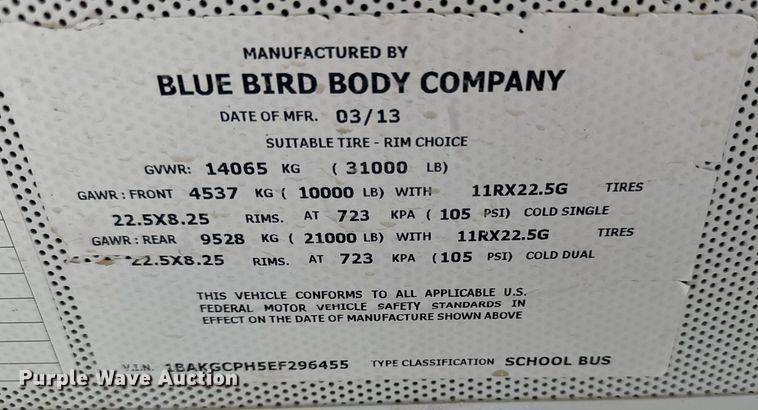 MANUFACTURED BY
BLUE BIRD BODY COMPANY
DATE OF MFR. 03/13
SUITABLE TIRE - RIM CHOICE
GVWR: 14065 KG ( 31000 LB)
GAWR : FRONT 4537 KG ( 10000 LB) WITH 11RX22.5G TIRES
22.5X8.25 RIMS. AT 723 KPA ( 105 PSI) COLD SINGLE
GAWR : REAR 9528 KG ( 21000 LB) WITH 11RX22.5G TIRES
22.5X8.25 RIMS. AT 723 KPA ( 105 PSI) COLD DUAL
THIS VEHICLE CONFORMS TO ALL APPLICABLE U.S.
FEDERAL MOTOR VEHICLE SAFETY STANDARDS IN
EFFECT ON THE DATE OF MANUFACTURE SHOWN ABOVE
V.I.N. 1BAKGCPH5EF296455 TYPE CLASSIFICATION SCHOOL BUS
Purple Wave Auction